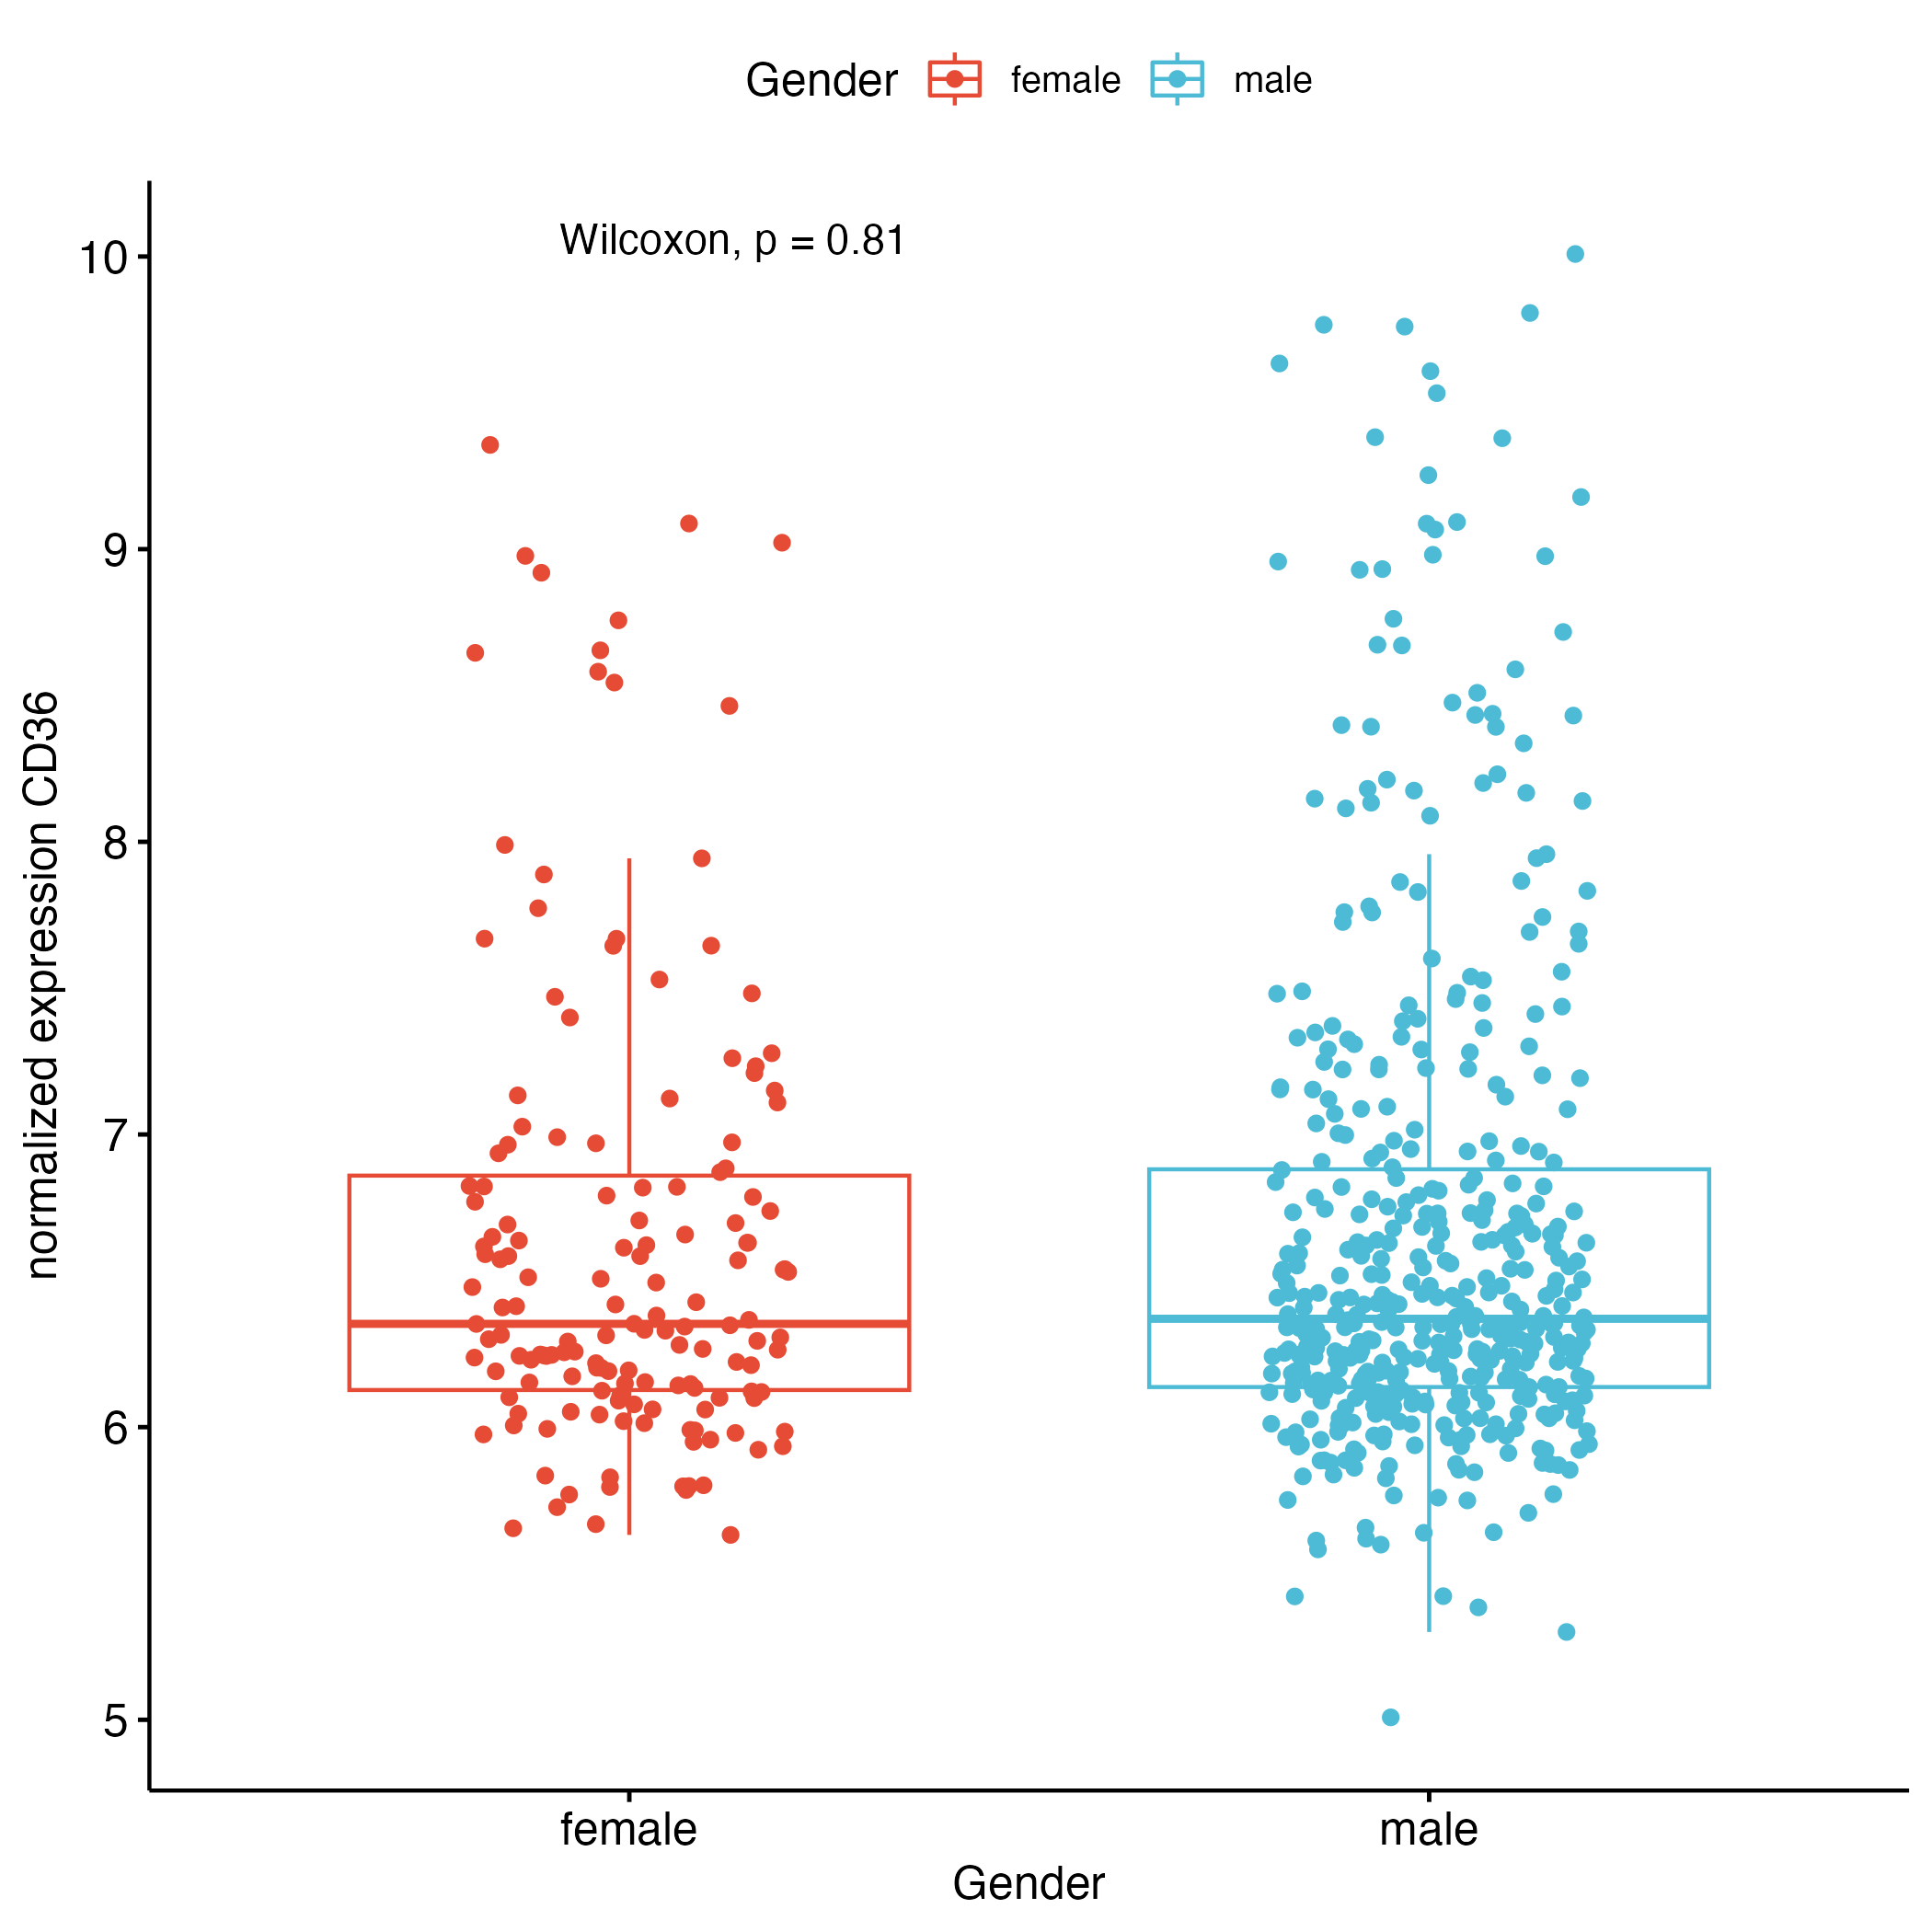 Gender female male
Wilcoxon, p = 0.81
normalized expression CD36
10
9
8
7
6
5
female male
Gender